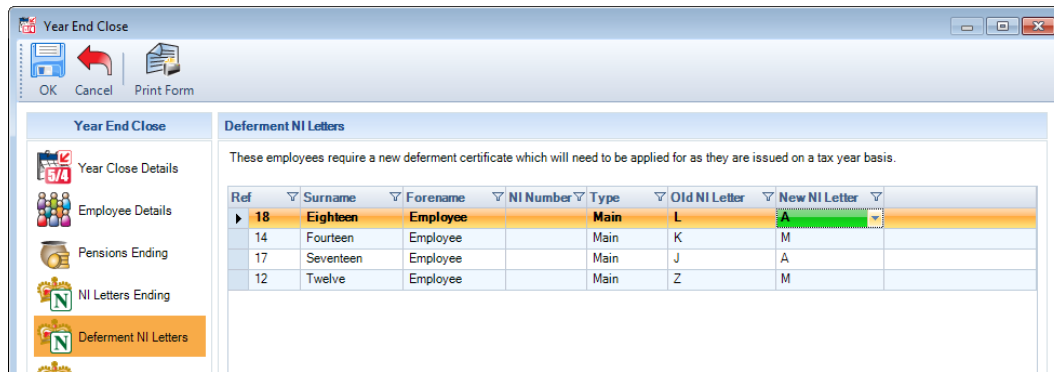 Year End Close
OK Cancel Print Form
Year End Close
Year Close Details
Employee Details
Pensions Ending
NI Letters Ending
Deferment NI Letters
Deferment NI Letters
These employees require a new deferment certificate which will need to be applied for as they are issued on a tax year basis.
Ref Surname Forename NI Number Type Old NI Letter New NI Letter
18 Eighteen Employee Main L A
14 Fourteen Employee Main K M
17 Seventeen Employee Main J A
12 Twelve Employee Main Z M
5/4
N
N